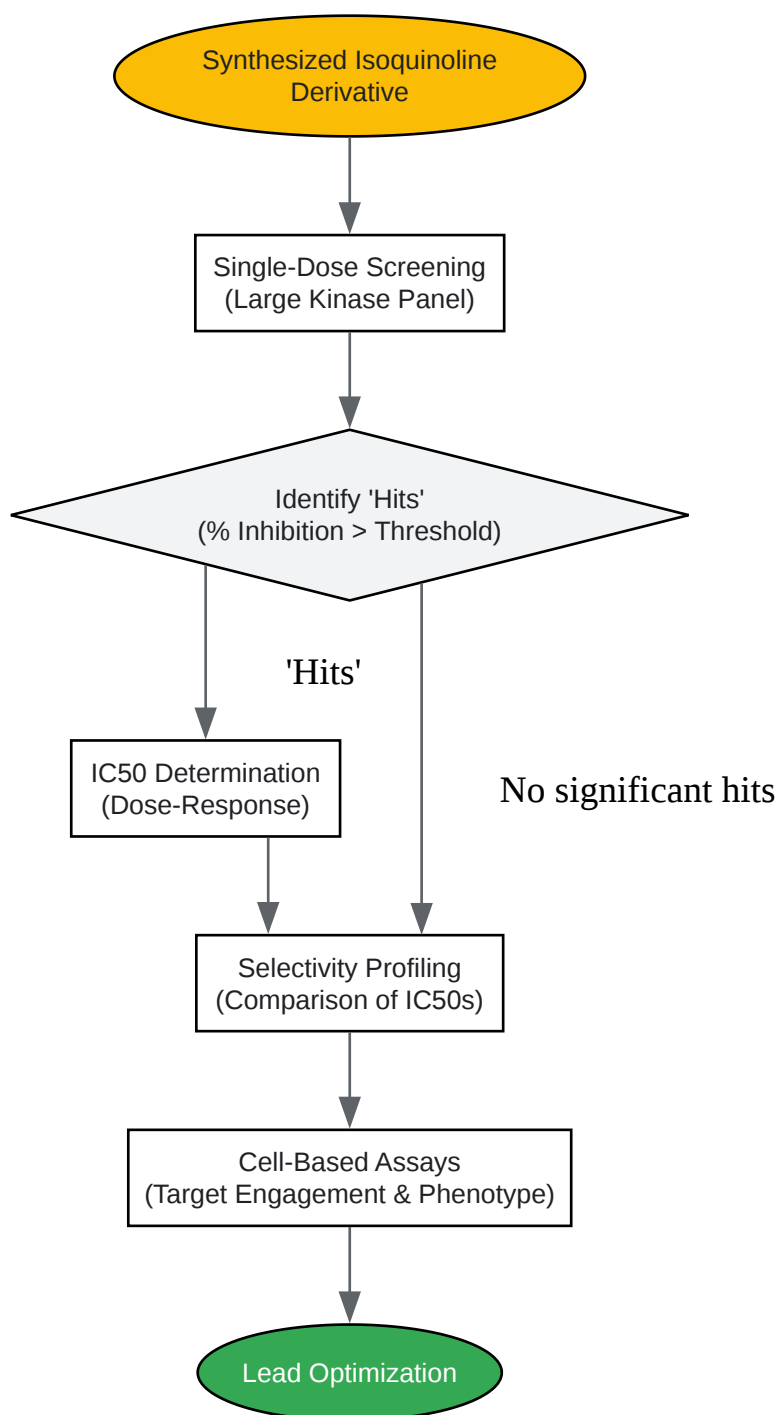 Synthesized Isoquinoline
Derivative
Single-Dose Screening
(Large Kinase Panel)
Identify 'Hits'
(% Inhibition > Threshold)
'Hits'
IC50 Determination
(Dose-Response)
No significant hits
Selectivity Profiling
(Comparison of IC50s)
Cell-Based Assays
(Target Engagement & Phenotype)
Lead Optimization